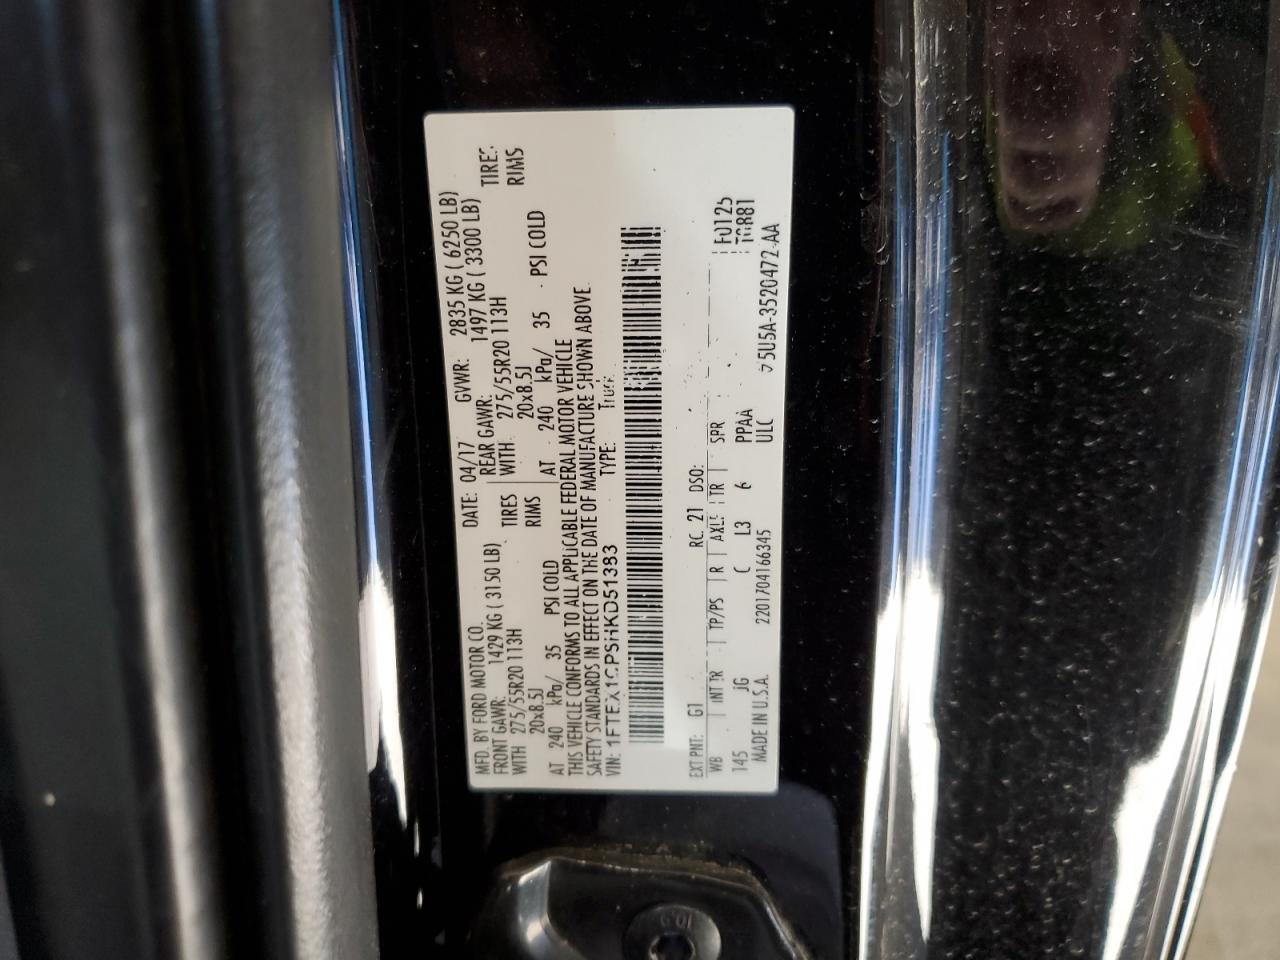 MFD. BY FORD MOTOR CO.
DATE: 04/17 GVWR: 2835 KG ( 6250 LB)
FRONT GAWR: 1429 KG ( 3150 LB) REAR GAWR: 1497 KG ( 3300 LB)
WITH 275/55R20 113H TIRES WITH 275/55R20 113H TIRES
20x8.5J RIMS 20x8.5J RIMS
AT 240 kPa/ 35 PSI COLD AT 240 kPa/ 35 PSI COLD
THIS VEHICLE CONFORMS TO ALL APPLICABLE FEDERAL MOTOR VEHICLE
SAFETY STANDARDS IN EFFECT ON THE DATE OF MANUFACTURE SHOWN ABOVE.
VIN: TYPE: Truck
EXT PNT: G1 RC: 21 DSO: F0125
WB INT TR TP/PS R AXLE TR SPR T0881
145 JG C L3 6 PPAA
MADE IN U.S.A. 2201704166345 ULC 5U5A-3520472-AA